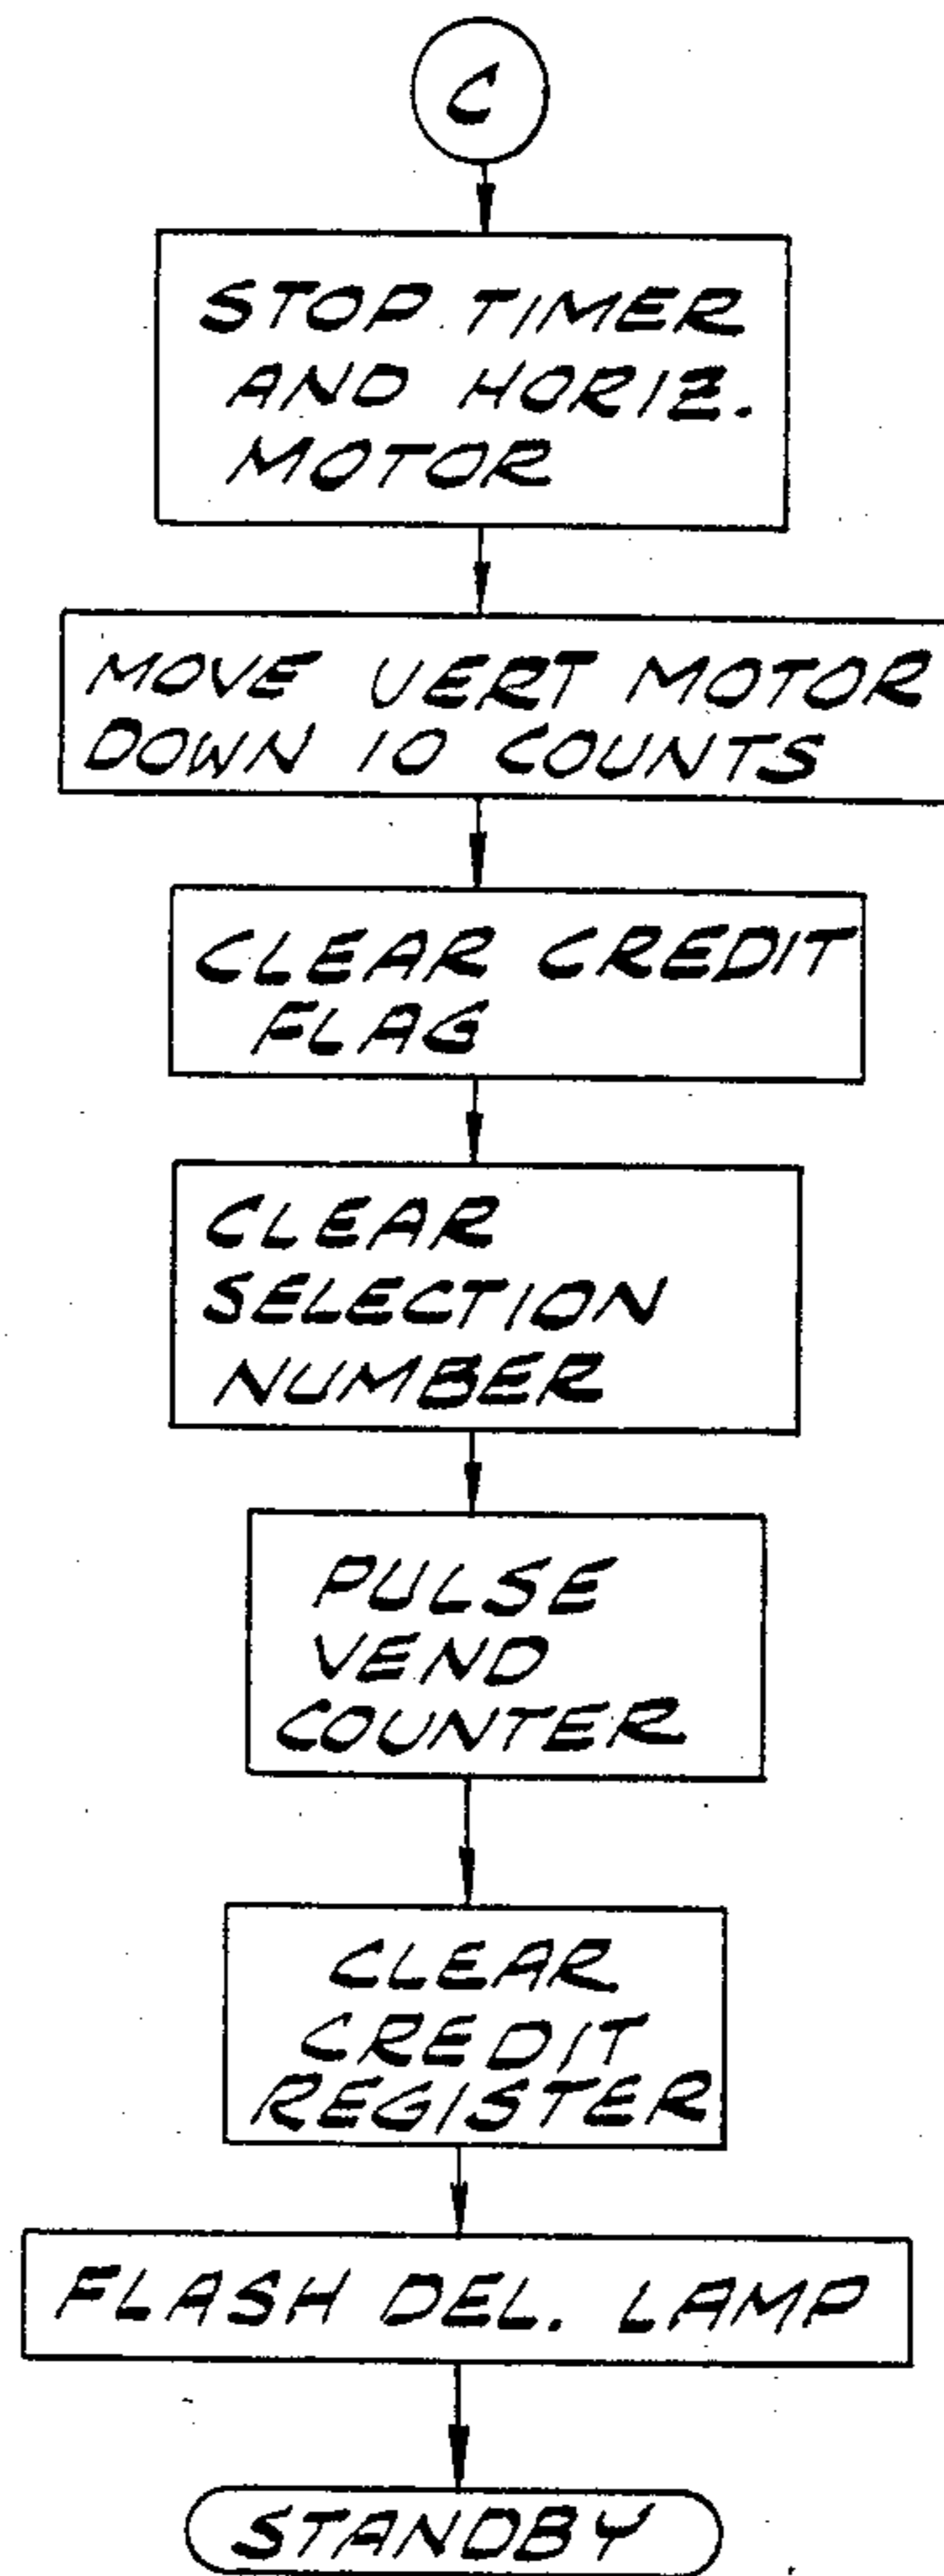 C
STOP TIMER
AND HORIZ.
MOTOR
MOVE VERT MOTOR
DOWN 10 COUNTS
CLEAR CREDIT
FLAG
CLEAR
SELECTION
NUMBER
PULSE
VEND
COUNTER
CLEAR
CREDIT
REGISTER
FLASH DEL. LAMP
STANDBY